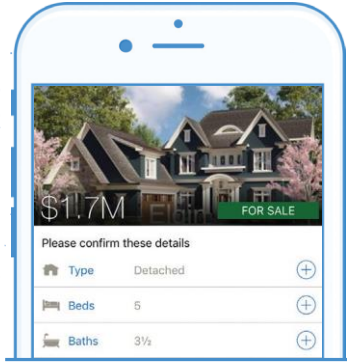 $1.7M
FOR SALE
Please confirm these details
Type Detached
Beds 5
Baths 3½